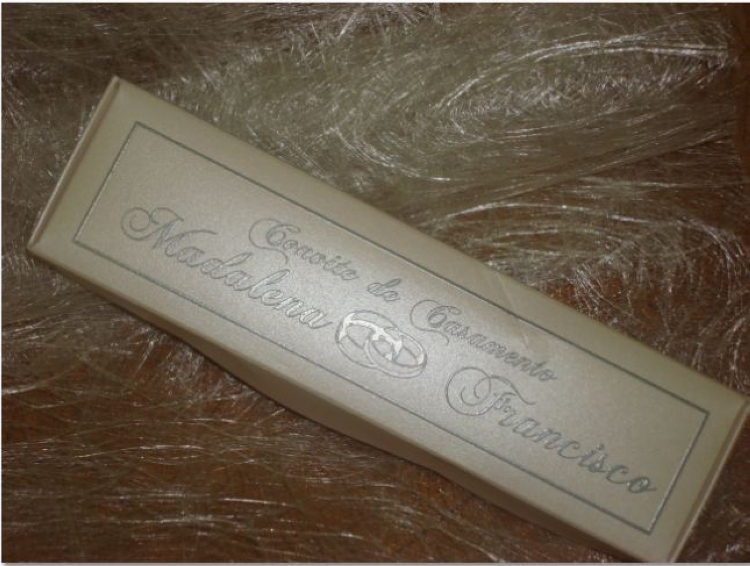 Convite de Casamento
Madalena Francisco